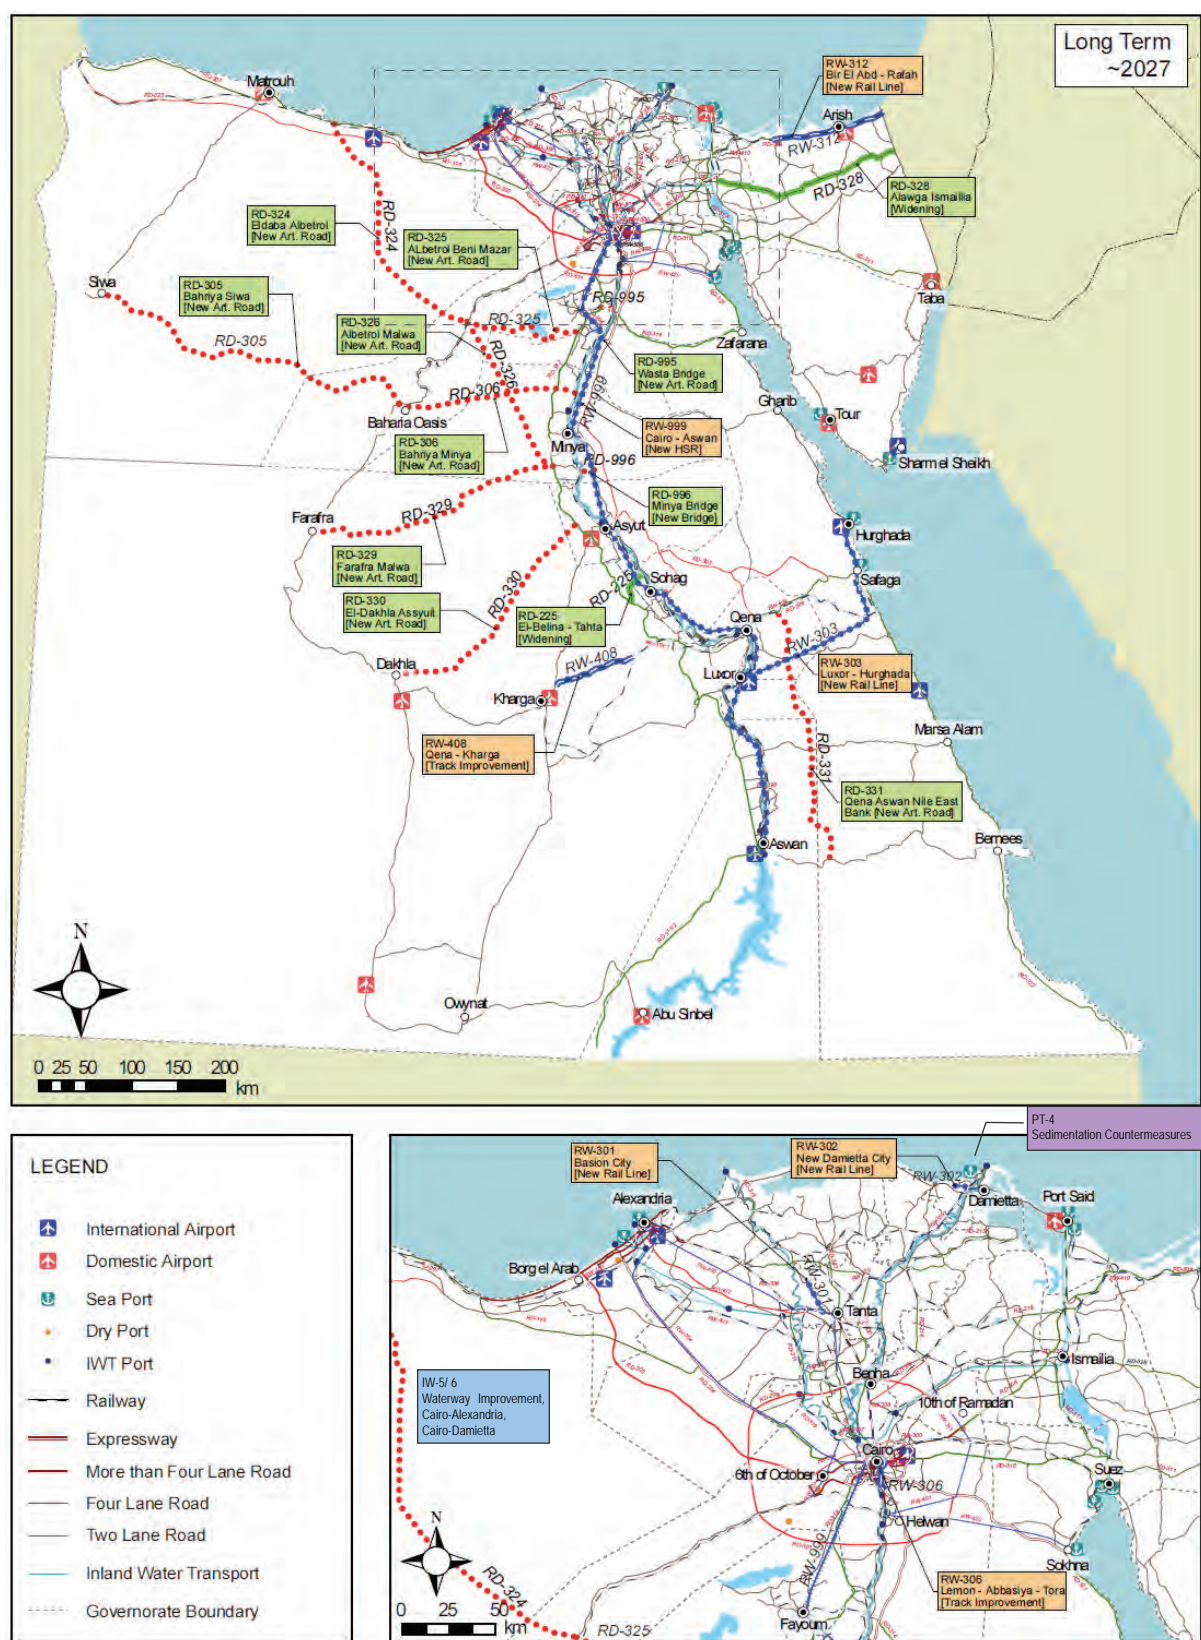 Long Term
~2027
RW-312
Bir El Abd - Rafah
[New Rail Line]
Matrouh
Arish
RW-312
RD-328
RD-328
Alawga Ismailia
[Widening]
RD-324
Eldaba Albetrol
[New Art. Road]
RD-324
RD-325
ALbetrol Beni Mazar
[New Art. Road]
Siwa
RD-305
Bahriya Siwa
[New Art. Road]
RD-305
RD-326
Albetrol Malwa
[New Art. Road]
RD-325
RD-995
Taba
Zafarana
RD-326
RD-995
Wasta Bridge
[New Art. Road]
RD-306
RW-999
Baharia Oasis
Gharib
Tour
RW-999
Cairo - Aswan
[New HSR]
RD-306
Bahriya Minya
[New Art. Road]
Minya
RD-996
Sharm el Sheikh
RD-996
Minya Bridge
[New Bridge]
Farafra
RD-329
Asyut
Hurghada
RD-329
Farafra Malwa
[New Art. Road]
Safaga
RD-330
El-Dakhla Assyuit
[New Art. Road]
RD-330
RD-225
Sohag
RD-225
El-Belina - Tahta
[Widening]
Qena
RW-303
Dakhla
RW-408
Luxor
RW-303
Luxor - Hurghada
[New Rail Line]
Kharga
RW-408
Qena - Kharga
[Track Improvement]
Marsa Alam
RD-331
RD-331
Qena Aswan Nile East
Bank [New Art. Road]
Aswan
Bernees
N
Owynat
Abu Sinbel
0 25 50 100 150 200
km
PT-4
Sedimentation Countermeasures
LEGEND
International Airport
Domestic Airport
Sea Port
Dry Port
IWT Port
Railway
Expressway
More than Four Lane Road
Four Lane Road
Two Lane Road
Inland Water Transport
Governorate Boundary
RW-301
Basion City
[New Rail Line]
RW-302
New Damietta City
[New Rail Line]
RW-302
Damietta
Port Said
Alexandria
Borg el Arab
RW-301
Tanta
Ismailia
IW-5/ 6
Waterway Improvement,
Cairo-Alexandria,
Cairo-Damietta
Benha
10th of Ramadan
Cairo
6th of October
Suez
RW-306
Helwan
N
RW-999
Sokhna
RD-324
RW-306
Lemon - Abbasiya - Tora
[Track Improvement]
0 25 50
km
Fayoum
RD-325